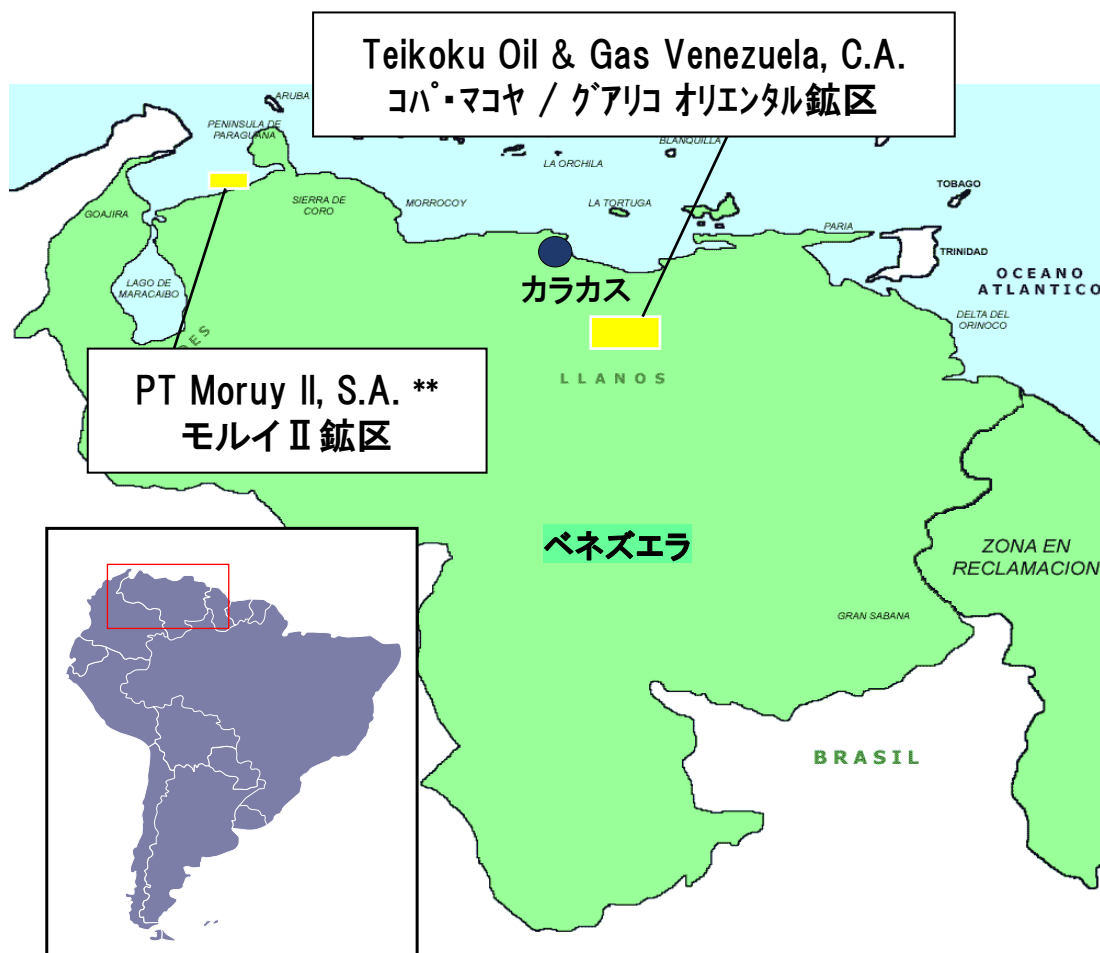 Teikoku Oil & Gas Venezuela, C.A.
コパ・マコヤ / グアリコ オリエンタル鉱区
ARUBA
PENINSULA DE
PARAGUANA
BLANQUILLA
LA ORCHILA
TOBAGO
GOAJIRA
SIERRA DE
CORO
MORROCOY
LA TORTUGA
PARIA
TRINIDAD
カラカス
LAGO DE
MARACAIBO
OCEANO
ATLANTICO
DELTA DEL
ORINOCO
LLANOS
PT Moruy II, S.A. **
モルイⅡ鉱区
ベネズエラ
ZONA EN
RECLAMACION
GRAN SABANA
BRASIL